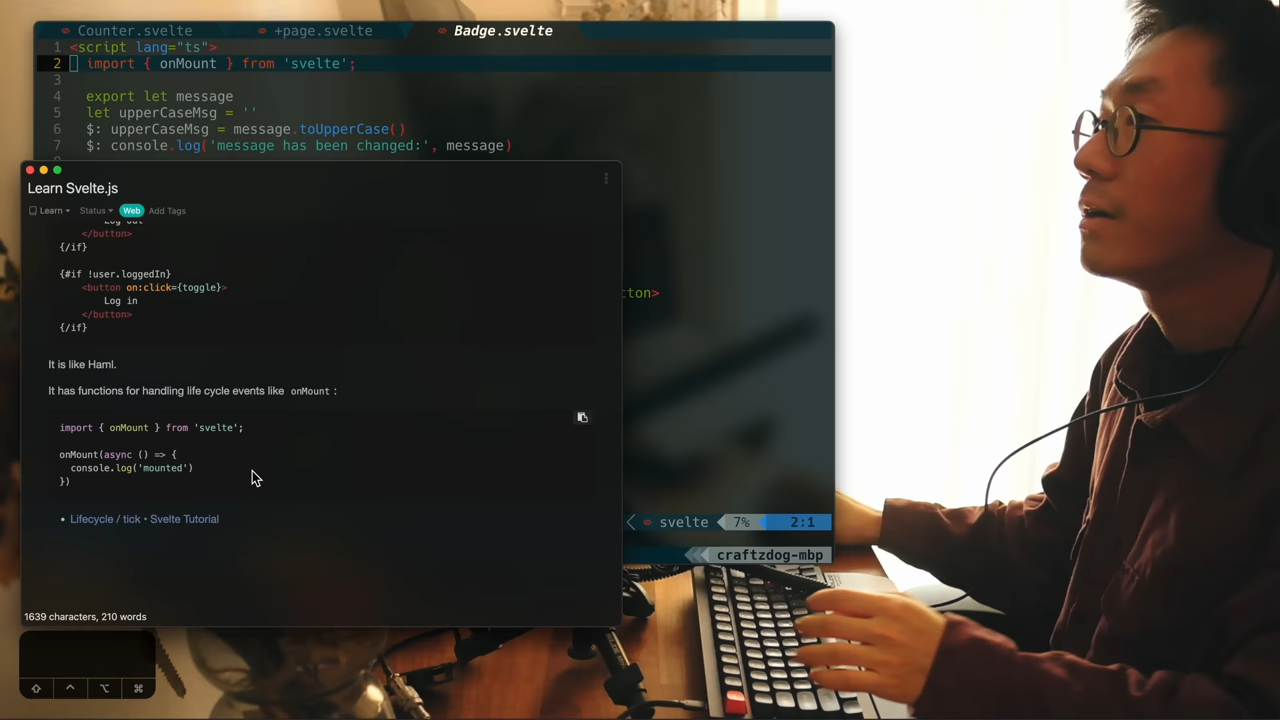 Counter.svelte
+page.svelte
Badge.svelte
1 <script lang="ts">
2 import { onMount } from 'svelte';
3
4 export let message
5 let upperCaseMsg = ''
6 $: upperCaseMsg = message.toUpperCase()
7 $: console.log('message has been changed:', message)
Learn Svelte.js
Learn
Status
Web
Add Tags
</button>
{/if}
{#if !user.loggedIn}
<button on:click={toggle}>
Log in
</button>
{/if}
tton>
It is like Haml.
It has functions for handling life cycle events like onMount :
import { onMount } from 'svelte';
onMount(async () => {
console.log('mounted')
})
• Lifecycle / tick • Svelte Tutorial
svelte
7%
2:1
craftzdog-mbp
1639 characters, 210 words